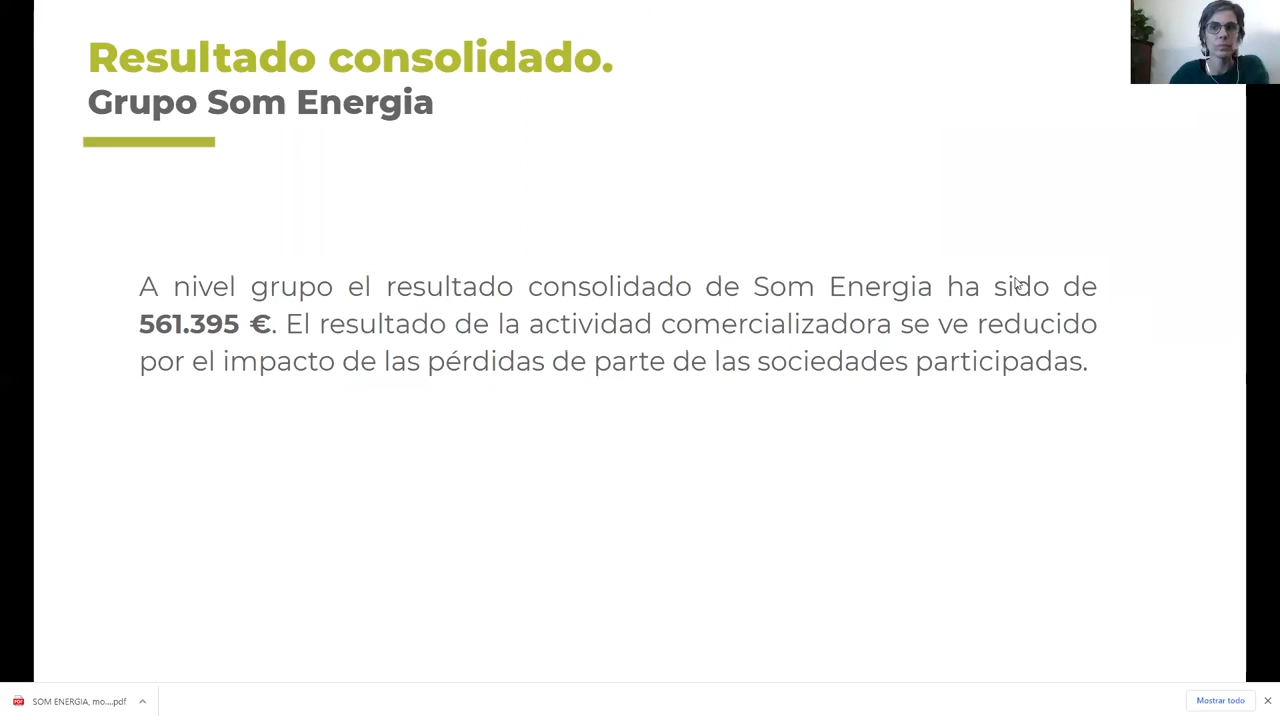 Resultado consolidado.
Grupo Som Energia
A nivel grupo el resultado consolidado de Som Energia ha sido de
561.395 €. El resultado de la actividad comercializadora se ve reducido
por el impacto de las pérdidas de parte de las sociedades participadas.
SOM ENERGIA, mo....pdf
Mostrar todo